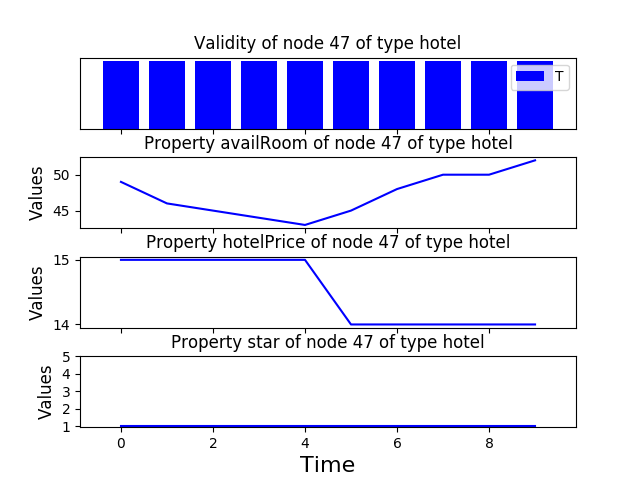 Validity of node 47 of type hotel
T
Property availRoom of node 47 of type hotel
50
45
Values
Property hotelPrice of node 47 of type hotel
15
14
Values
Property star of node 47 of type hotel
5
4
3
2
1
Values
0 2 4 6 8
Time